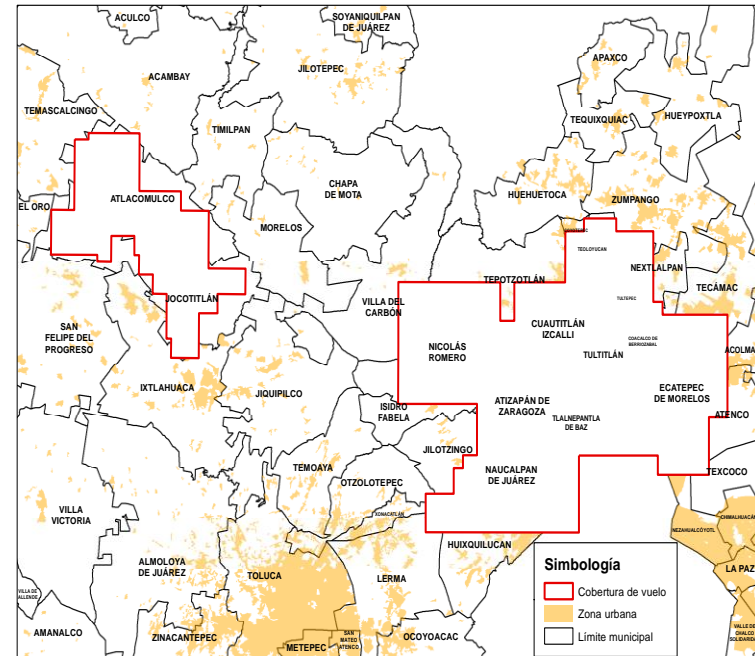 ACULCO
SOYANIQUILPAN
DE JUÁREZ
ACAMBAY
JILOTEPEC
APAXCO
TEMASCALCINGO
TIMILPAN
TEQUIXQUIAC
HUEYPOXTLA
CHAPA
DE MOTA
ATLACOMULCO
EL ORO
HUEHUETOCA
ZUMPANGO
MORELOS
TEOLOYUCAN
NEXTLALPAN
TEPOTZOTLÁN
TECÁMAC
JOCOTITLÁN
VILLA DEL
CARBÓN
TULTEPEC
SAN
FELIPE DEL
PROGRESO
CUAUTITLÁN
IZCALLI
NICOLÁS
ROMERO
COACALCO DE
BERRIOZABAL
TULTITLÁN
ACOLMA
IXTLAHUACA
JIQUIPILCO
ECATEPEC
DE MORELOS
ISIDRO
FABELA
ATIZAPÁN DE
ZARAGOZA
ATENCO
TLALNEPANTLA
DE BAZ
JILOTZINGO
TEMOAYA
NAUCALPAN
DE JUÁREZ
TEXCOCO
OTZOLOTEPEC
VILLA
VICTORIA
XONACATLÁN
CHIMALHUACÁN
NEZAHUALCÓYOTL
HUIXQUILUCAN
ALMOLOYA
DE JUÁREZ
TOLUCA
LERMA
LA PAZ
VILLA DE
ALLENDE
AMANALCO
ZINACANTEPEC
METEPEC
SAN
MATEO
ATENCO
OCOYOACAC
VALLE DE
CHALCO
SOLIDARIDAD
Simbología
Cobertura de vuelo
Zona urbana
Límite municipal